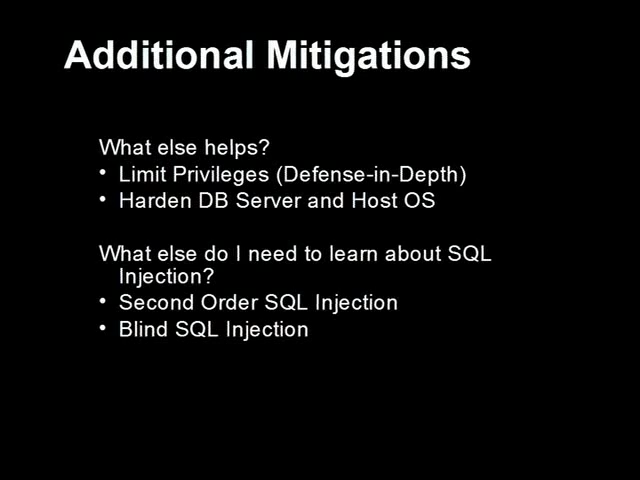 Additional Mitigations
What else helps?
• Limit Privileges (Defense-in-Depth)
• Harden DB Server and Host OS
What else do I need to learn about SQL
Injection?
• Second Order SQL Injection
• Blind SQL Injection